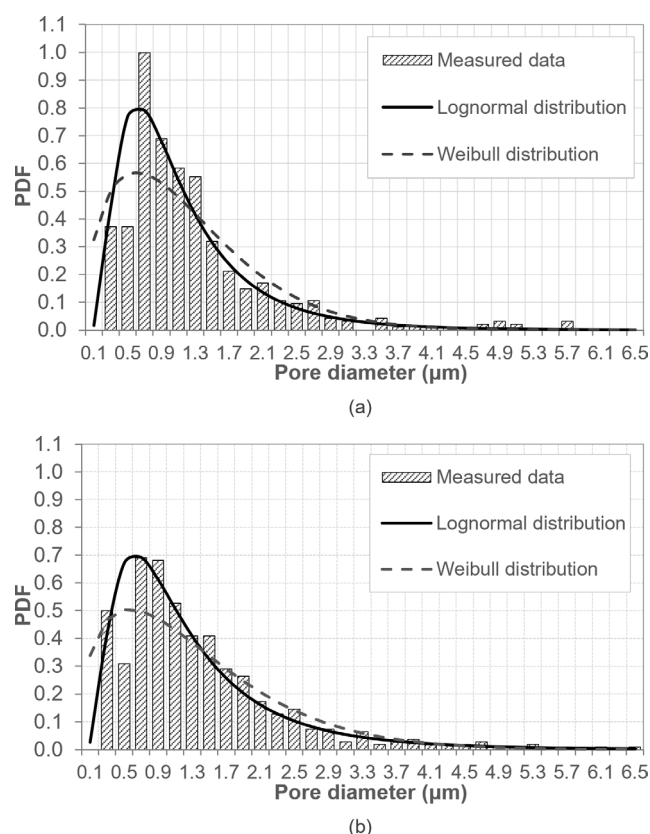 1.1
1.0
0.9
0.8
0.7
0.6
0.5
0.4
0.3
0.2
0.1
0.0
PDF
Measured data
Lognormal distribution
Weibull distribution
0.1 0.5 0.9 1.3 1.7 2.1 2.5 2.9 3.3 3.7 4.1 4.5 4.9 5.3 5.7 6.1 6.5
Pore diameter (µm)
(a)
1.1
1.0
0.9
0.8
0.7
0.6
0.5
0.4
0.3
0.2
0.1
0.0
PDF
Measured data
Lognormal distribution
Weibull distribution
0.1 0.5 0.9 1.3 1.7 2.1 2.5 2.9 3.3 3.7 4.1 4.5 4.9 5.3 5.7 6.1 6.5
Pore diameter (µm)
(b)